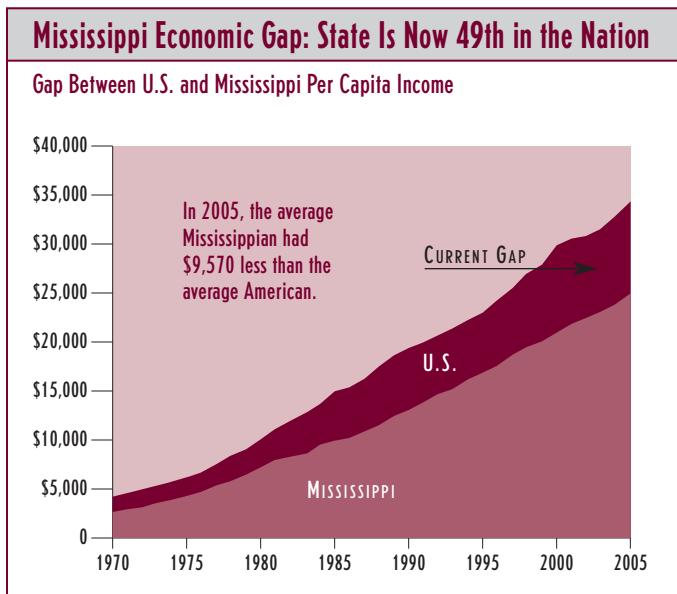 Mississippi Economic Gap: State Is Now 49th in the Nation
Gap Between U.S. and Mississippi Per Capita Income
$40,000
$35,000
$30,000
$25,000
$20,000
$15,000
$10,000
$5,000
0
In 2005, the average
Mississippian had
$9,570 less than the
average American.
CURRENT GAP
U.S.
MISSISSIPPI
1970
1975
1980
1985
1990
1995
2000
2005